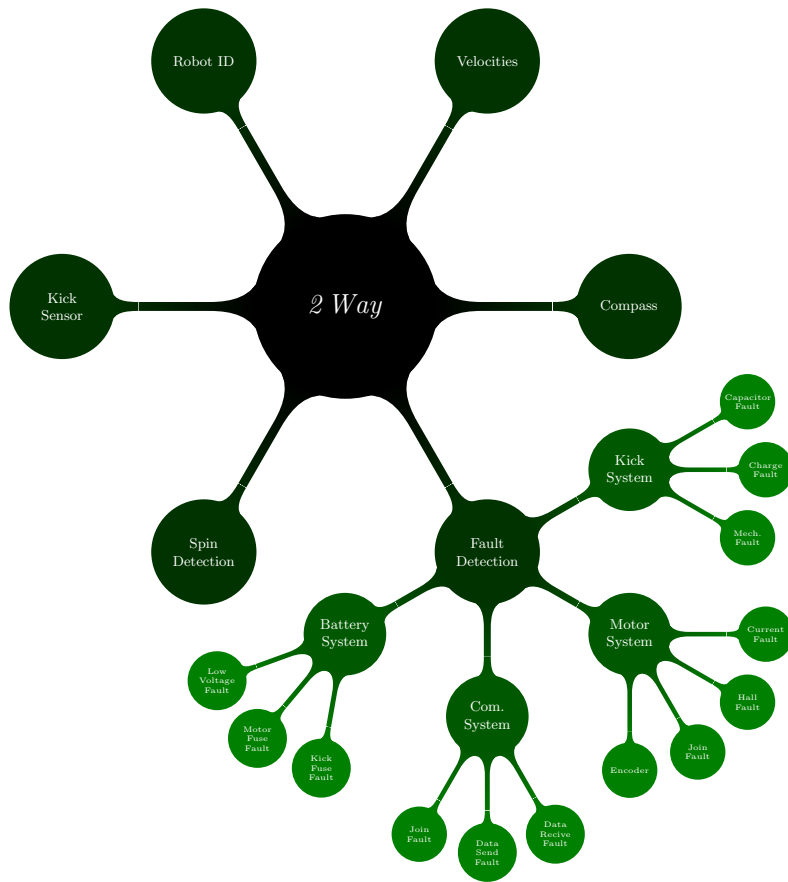 Robot ID
Velocities
Kick
Sensor
2 Way
Compass
Capacitor
Fault
Kick
System
Charge
Fault
Mech.
Fault
Spin
Detection
Fault
Detection
Battery
System
Motor
System
Current
Fault
Low
Voltage
Fault
Hall
Fault
Com.
System
Motor
Fuse
Fault
Kick
Fuse
Fault
Encoder
Join
Fault
Join
Fault
Data
Send
Fault
Data
Recive
Fault